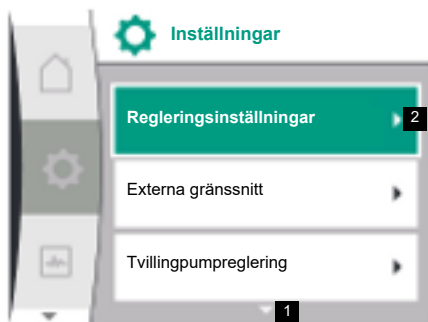 Inställningar
Regleringsinställningar
2
Externa gränssnitt
Tvillingpumpreglering
1